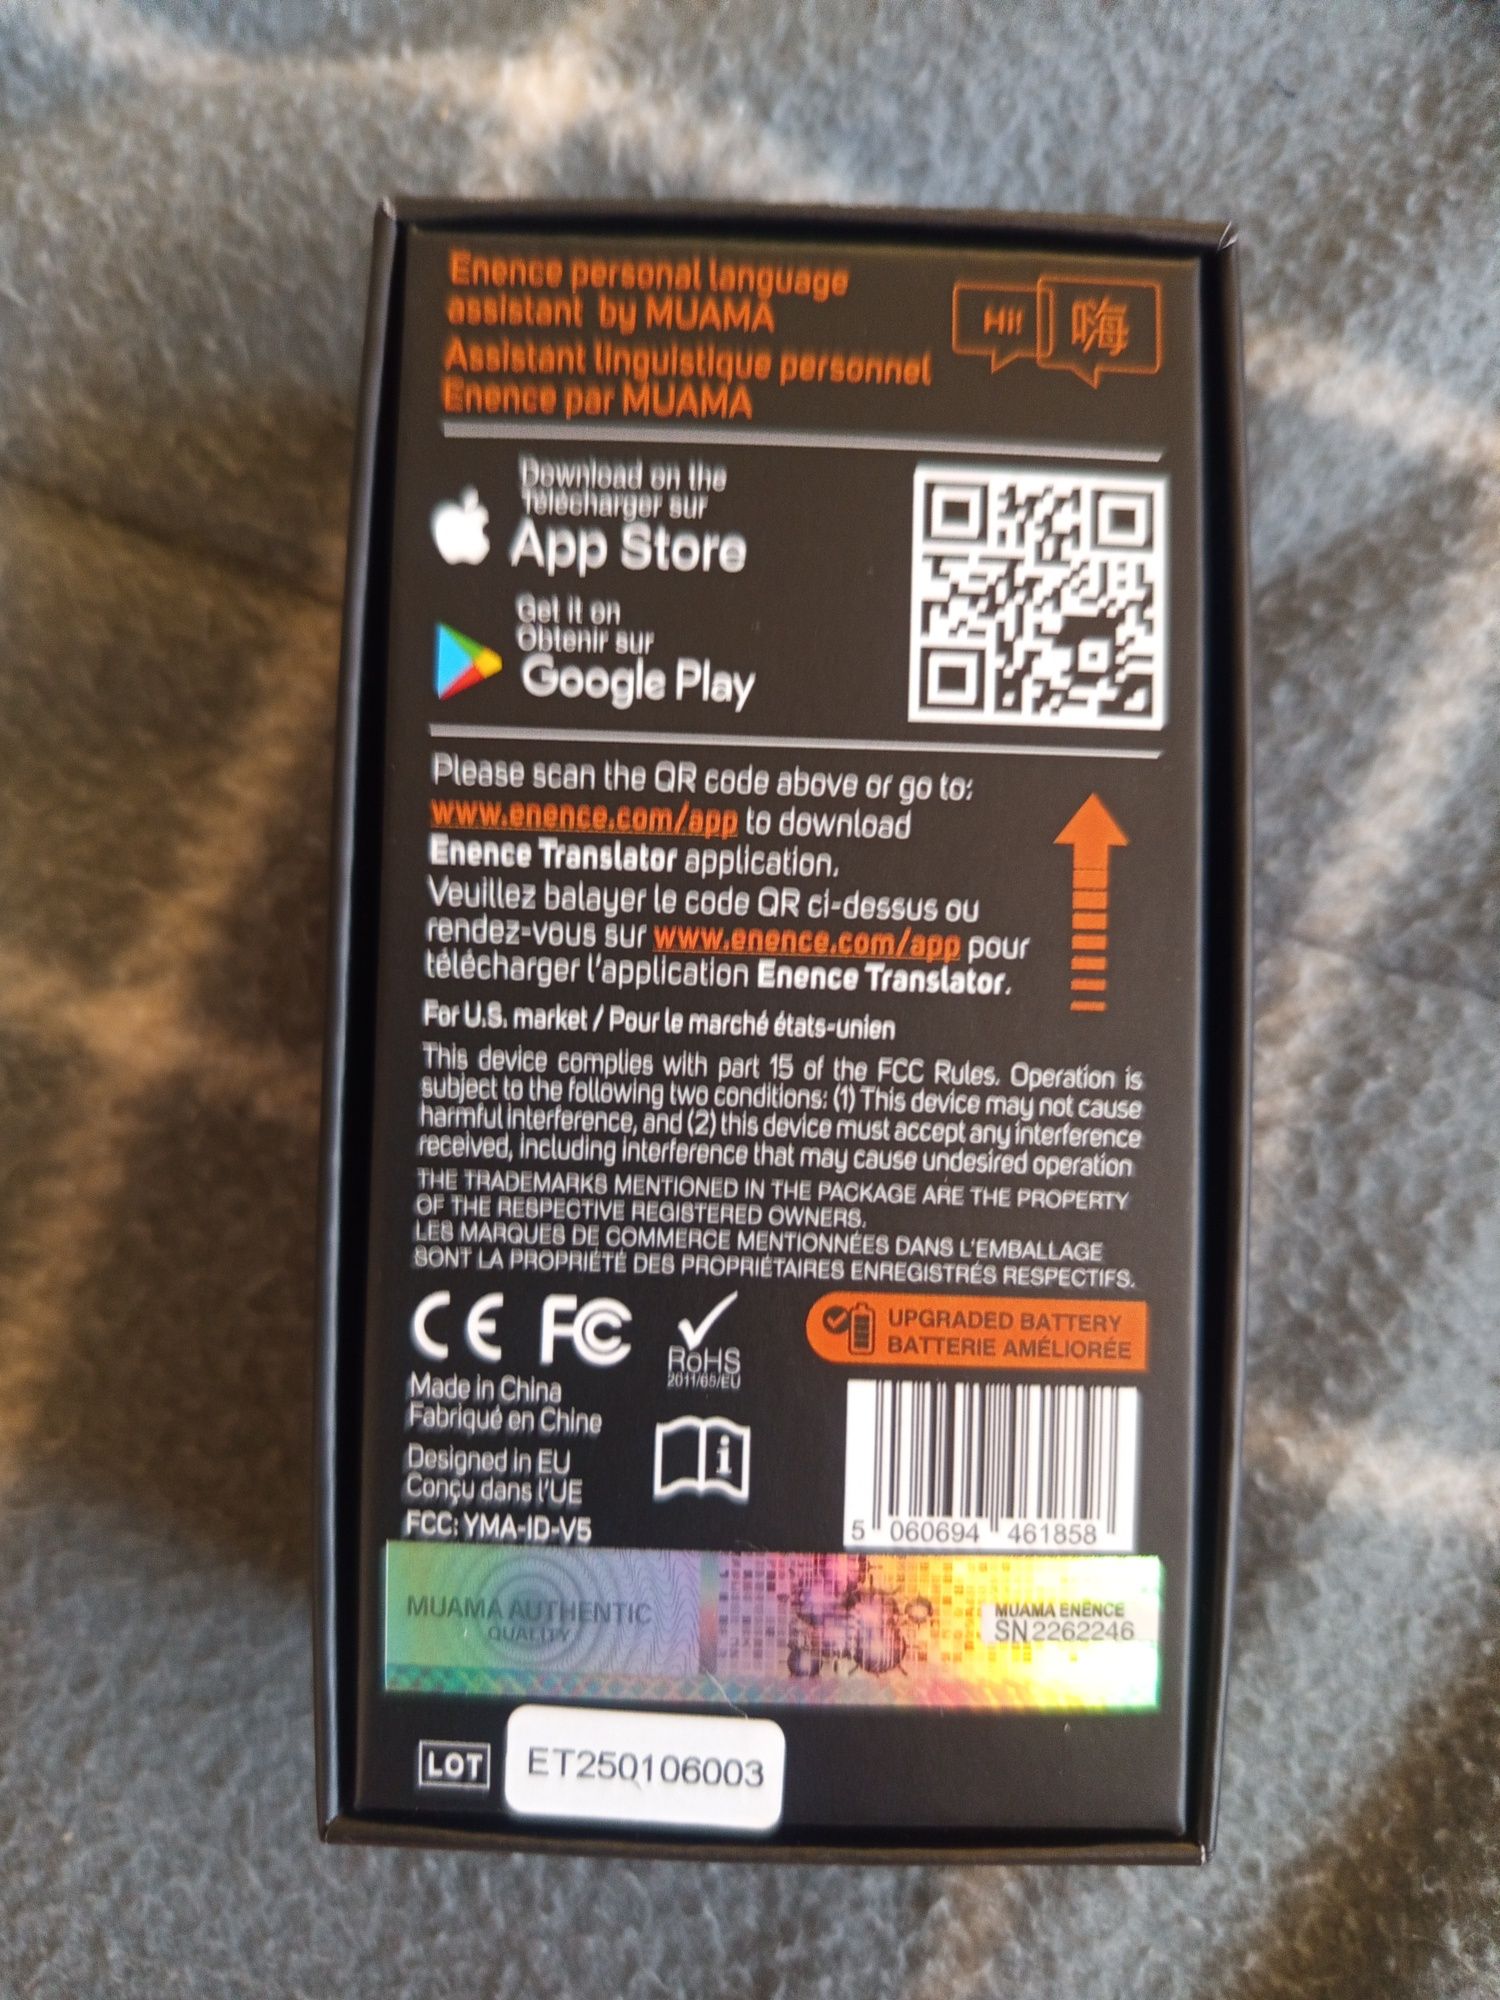 Enence personal language
assistant by MUAMA
Assistant linguistique personnel
Enence par MUAMA
Hi!
嗨
Download on the
Télécharger sur
App Store
Get it on
Obtenir sur
Google Play
Please scan the QR code above or go to:
www.enence.com/app to download
Enence Translator application.
Veuillez balayer le code QR ci-dessus ou
rendez-vous sur www.enence.com/app pour
télécharger l'application Enence Translator.
For U.S. market / Pour le marché états-unien
This device complies with part 15 of the FCC Rules. Operation is
subject to the following two conditions: (1) This device may not cause
harmful interference, and (2) this device must accept any interference
received, including interference that may cause undesired operation
THE TRADEMARKS MENTIONED IN THE PACKAGE ARE THE PROPERTY
OF THE RESPECTIVE REGISTERED OWNERS.
LES MARQUES DE COMMERCE MENTIONNÉES DANS L'EMBALLAGE
SONT LA PROPRIÉTÉ DES PROPRIÉTAIRES ENREGISTRÉS RESPECTIFS.
CE FC
RoHS
2011/65/EU
UPGRADED BATTERY
BATTERIE AMÉLIORÉE
Made in China
Fabriqué en Chine
Designed in EU
Conçu dans l'UE
FCC: YMA-ID-V5
i
5 060694 461858
MUAMA AUTHENTIC
QUALITY
MUAMA ENENCE
SN 2262246
LOT
ET250106003